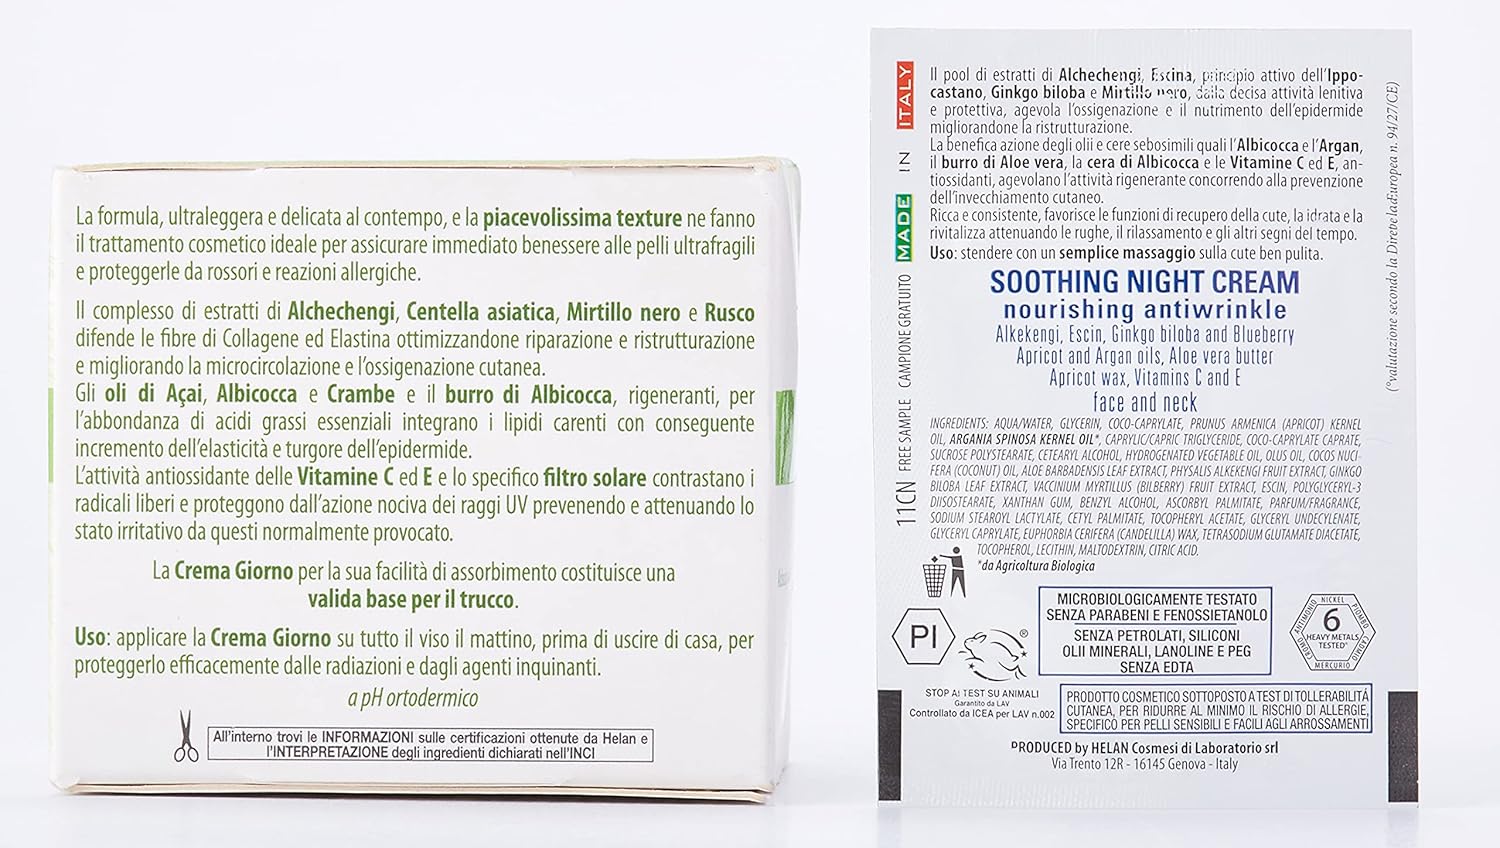 La formula, ultraleggera e delicata al contempo, e la piacevolissima texture ne fanno
il trattamento cosmetico ideale per assicurare immediato benessere alle pelli ultrafragili
e proteggerle da rossori e reazioni allergiche.
Il complesso di estratti di Alchechengi, Centella asiatica, Mirtillo nero e Rusco
difende le fibre di Collagene ed Elastina ottimizzandone riparazione e ristrutturazione
e migliorando la microcircolazione e l'ossigenazione cutanea.
Gli oli di Açai, Albicocca e Crambe e il burro di Albicocca, rigeneranti, per
l'abbondanza di acidi grassi essenziali integrano i lipidi carenti con conseguente
incremento dell'elasticità e turgore dell'epidermide.
L'attività antiossidante delle Vitamine C ed E e lo specifico filtro solare contrastano i
radicali liberi e proteggono dall'azione nociva dei raggi UV prevenendo e attenuando lo
stato irritativo da questi normalmente provocato.
La Crema Giorno per la sua facilità di assorbimento costituisce una
valida base per il trucco.
Uso: applicare la Crema Giorno su tutto il viso il mattino, prima di uscire di casa, per
proteggerlo efficacemente dalle radiazioni e dagli agenti inquinanti.
a pH ortodermico
All'interno trovi le INFORMAZIONI sulle certificazioni ottenute da Helan e
l'INTERPRETAZIONE degli ingredienti dichiarati nell'INCI
11CN FREE SAMPLE CAMPIONE GRATUITO MADE IN ITALY
Il pool di estratti di Alchechengi, Escina, principio attivo dell'Ippo-
castano, Ginkgo biloba e Mirtillo nero, dalla decisa attività lenitiva
e protettiva, agevola l'ossigenazione e il nutrimento dell'epidermide
migliorandone la ristrutturazione.
La benefica azione degli olii e cere sebosimili quali l'Albicocca e l'Argan,
il burro di Aloe vera, la cera di Albicocca e le Vitamine C ed E, an-
tiossidanti, agevolano l'attività rigenerante concorrendo alla prevenzione
dell'invecchimento cutaneo.
Ricca e consistente, favorisce le funzioni di recupero della cute, la idrata e la
rivitalizza attenuando le rughe, il rilassamento e gli altri segni del tempo.
Uso: stendere con un semplice massaggio sulla cute ben pulita.
SOOTHING NIGHT CREAM
nourishing antiwrinkle
Alkekengi, Escin, Ginkgo biloba and Blueberry
Apricot and Argan oils, Aloe vera butter
Apricot wax, Vitamins C and E
face and neck
INGREDIENTS: AQUA/WATER, GLYCERIN, COCO-CAPRYLATE, PRUNUS ARMENICA (APRICOT) KERNEL
OIL, ARGANIA SPINOSA KERNEL OIL*, CAPRYLIC/CAPRIC TRIGLYCERIDE, COCO-CAPRYLATE CAPRATE,
SUCROSE POLYSTEARATE, CETEARYL ALCOHOL, HYDROGENATED VEGETABLE OIL, OLUS OIL, COCOS NUCI-
FERA (COCONUT) OIL, ALOE BARBADENSIS LEAF EXTRACT, PHYSALIS ALKEKENGI FRUIT EXTRACT, GINKGO
BILOBA LEAF EXTRACT, VACCINIUM MYRTILLUS (BILBERRY) FRUIT EXTRACT, ESCIN, POLYGLYCERYL-3
DIISOSTEARATE, XANTHAN GUM, BENZYL ALCOHOL, ASCORBYL PALMITATE, PARFUM/FRAGRANCE,
SODIUM STEAROYL LACTYLATE, CETYL PALMITATE, TOCOPHERYL ACETATE, GLYCERYL UNDECYLENATE,
GLYCERYL CAPRYLATE, EUPHORBIA CERIFERA (CANDELILLA) WAX, TETRASODIUM GLUTAMATE DIACETATE,
TOCOPHEROL, LECITHIN, MALTODEXTRIN, CITRIC ACID.
*da Agricoltura Biologica
PI
®
STOP AI TEST SU ANIMALI
Garantito da LAV
Controllato da ICEA per LAV n.002
MICROBIOLOGICAMENTE TESTATO
SENZA PARABENI E FENOSSIETANOLO
SENZA PETROLATI, SILICONI
OLII MINERALI, LANOLINE E PEG
SENZA EDTA
NICKEL PIOMBO CADMIO MERCURIO CROMO ANTIMONIO
6
HEAVY METALS
TESTED°
PRODOTTO COSMETICO SOTTOPOSTO A TEST DI TOLLERABILITÀ
CUTANEA, PER RIDURRE AL MINIMO IL RISCHIO DI ALLERGIE,
SPECIFICO PER PELLI SENSIBILI E FACILI AGLI ARROSSAMENTI
PRODUCED by HELAN Cosmesi di Laboratorio srl
Via Trento 12R - 16145 Genova - Italy
(°valutazione secondo la Direttiva Europea n. 94/27/CE)